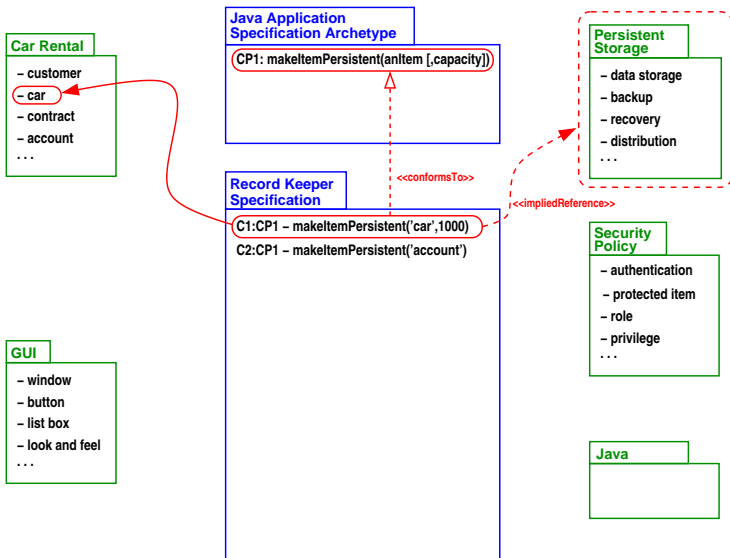 Java Application
Specification Archetype
CP1: makeItemPersistent(anItem [,capacity])
Car Rental
– customer
– car
– contract
– account
. . .
Persistent
Storage
– data storage
– backup
– recovery
– distribution
. . .
<<conformsTo>>
<<impliedReference>>
Record Keeper
Specification
C1:CP1 – makeItemPersistent('car',1000)
C2:CP1 – makeItemPersistent('account')
Security
Policy
– authentication
– protected item
– role
– privilege
. . .
GUI
– window
– button
– list box
– look and feel
. . .
Java